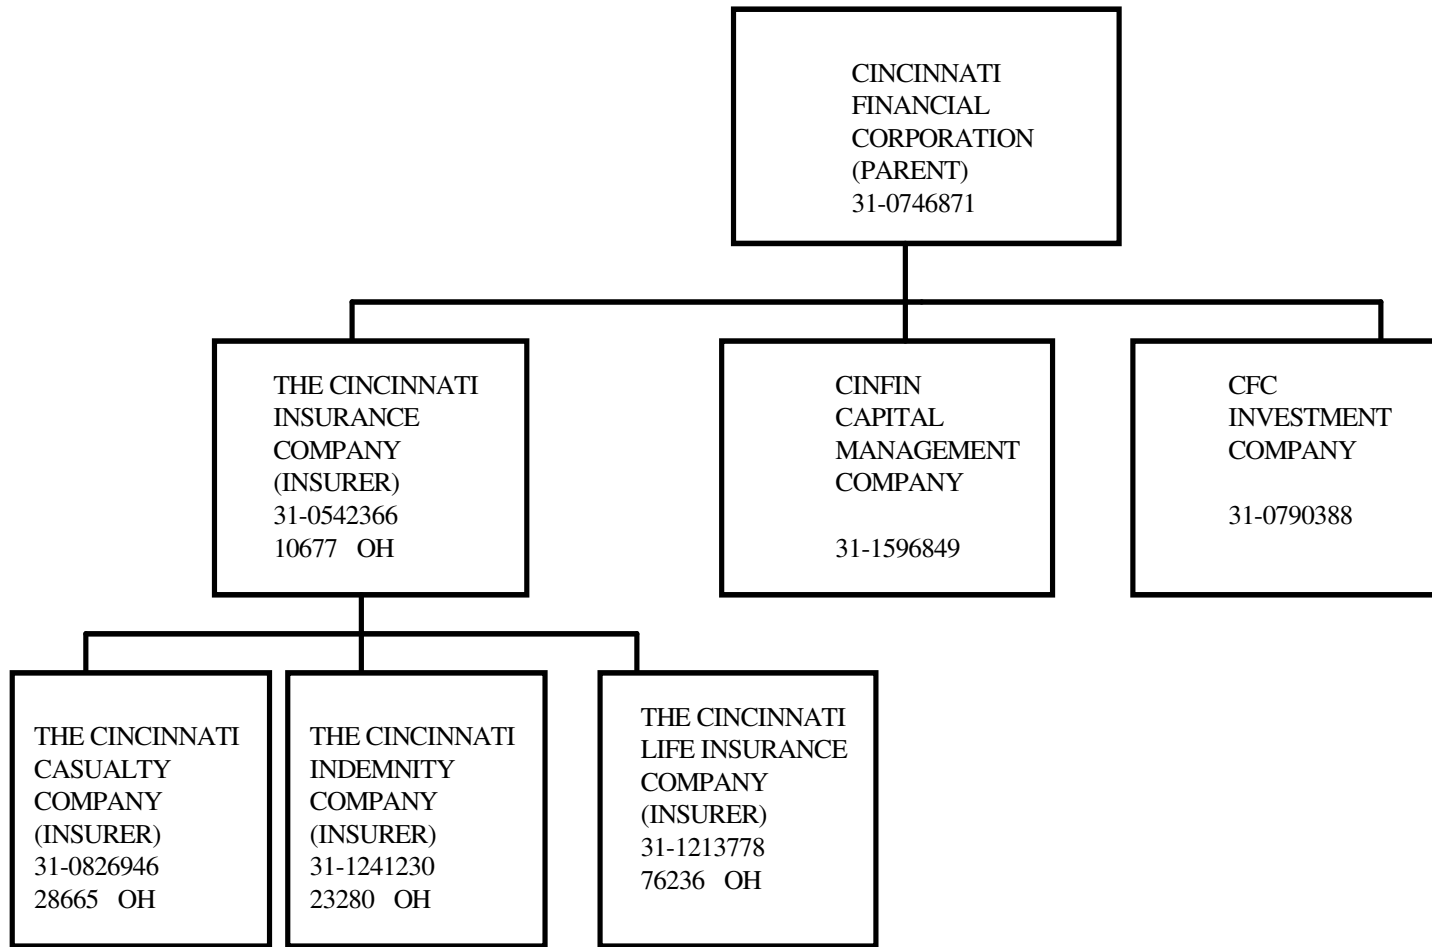 CINCINNATI
FINANCIAL
CORPORATION
(PARENT)
31-0746871
THE CINCINNATI
INSURANCE
COMPANY
(INSURER)
31-0542366
10677 OH
CINFIN
CAPITAL
MANAGEMENT
COMPANY
31-1596849
CFC
INVESTMENT
COMPANY
31-0790388
THE CINCINNATI
CASUALTY
COMPANY
(INSURER)
31-0826946
28665 OH
THE CINCINNATI
INDEMNITY
COMPANY
(INSURER)
31-1241230
23280 OH
THE CINCINNATI
LIFE INSURANCE
COMPANY
(INSURER)
31-1213778
76236 OH